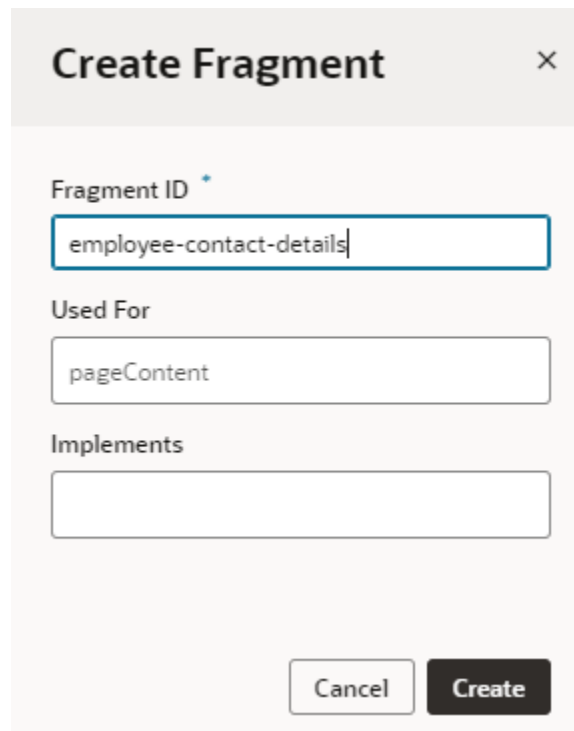 Create Fragment ×
Fragment ID *
employee-contact-details
Used For
pageContent
Implements
Cancel Create